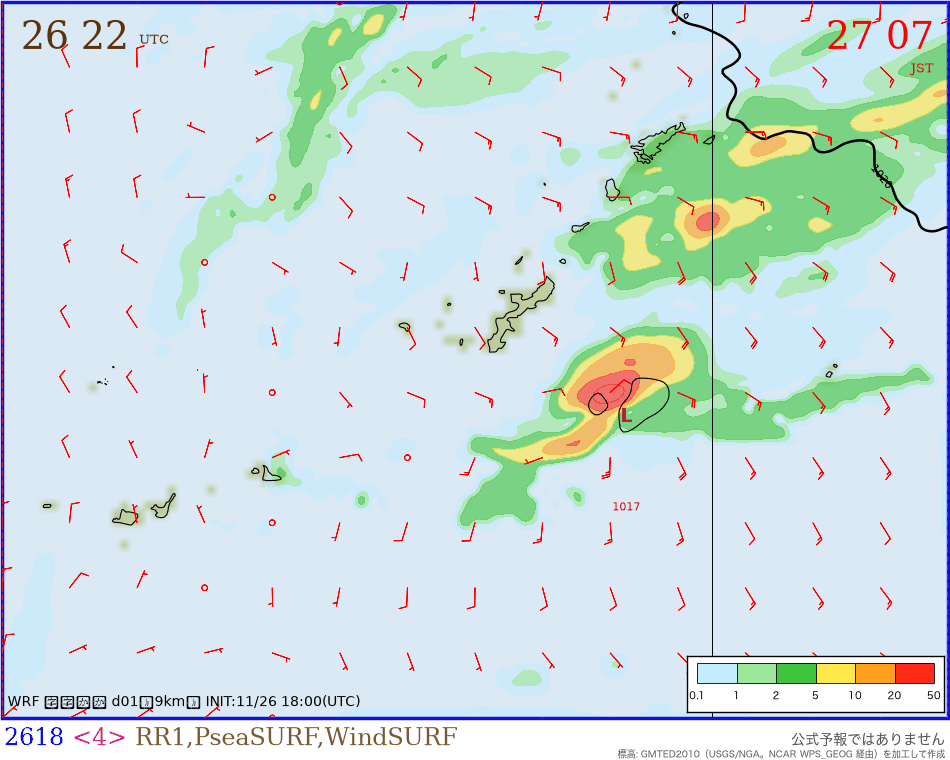 26 22 UTC
27 07
JST
1020
L
1017
0.1 1 2 5 10 20 50
WRF d01 9km INIT:11/26 18:00(UTC)
2618 <4> RR1,PseaSURF,WindSURF
公式予報ではありません
標高: GMTED2010（USGS/NGA。NCAR WPS_GEOG 経由）を加工して作成